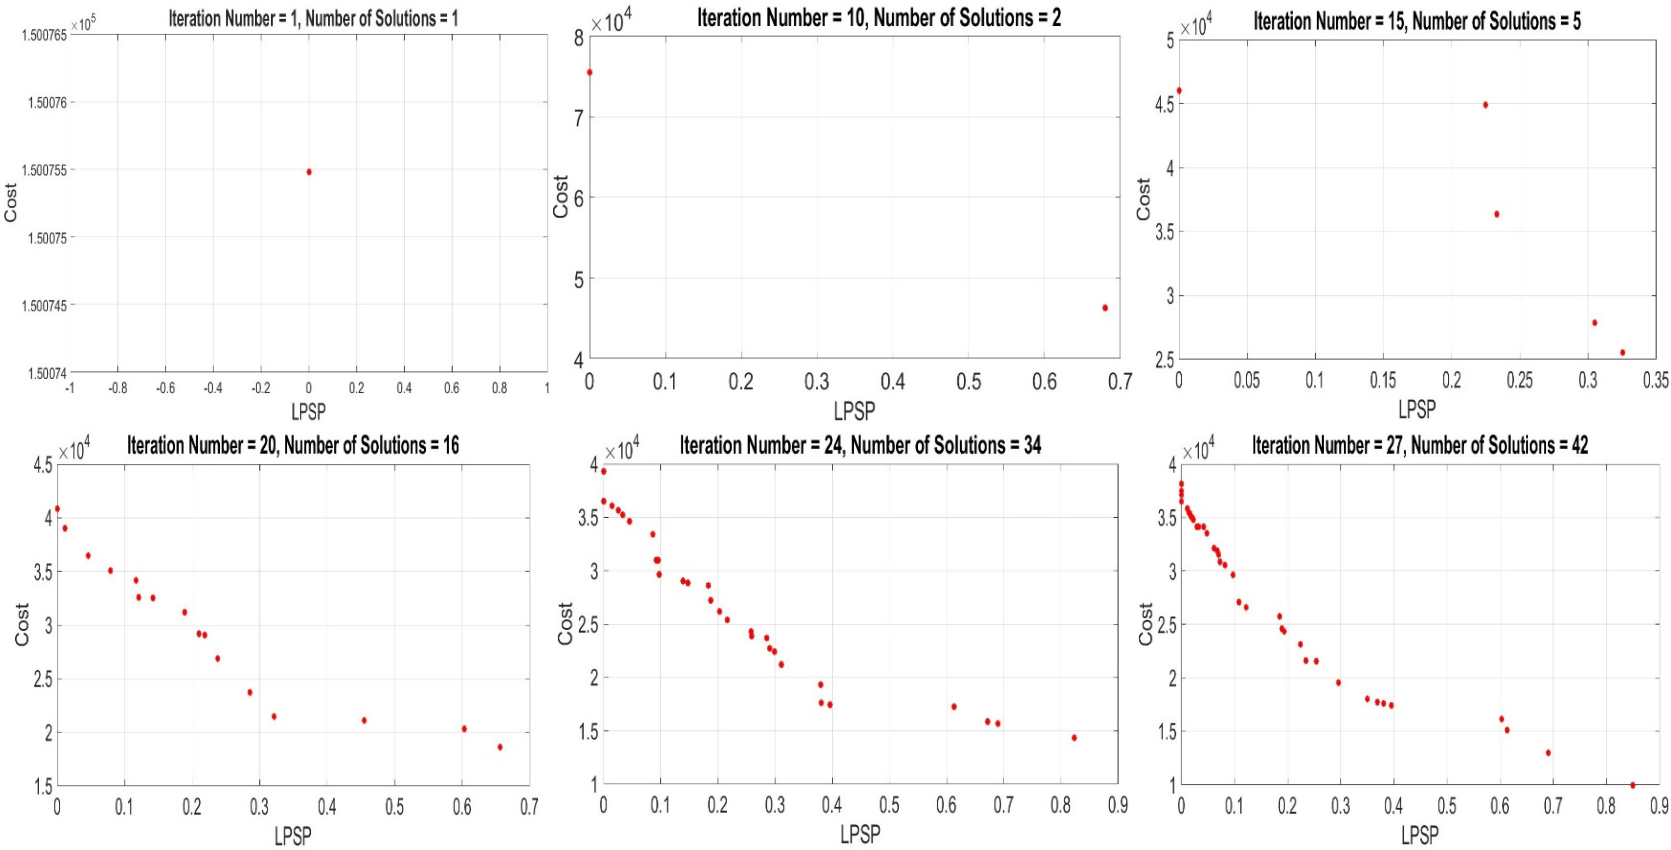 Iteration Number = 1, Number of Solutions = 1
×10^5
1.500765
1.50076
1.500755
1.50075
1.500745
1.50074
Cost
-1 -0.8 -0.6 -0.4 -0.2 0 0.2 0.4 0.6 0.8 1
LPSP
Iteration Number = 10, Number of Solutions = 2
×10^4
8
7
6
5
4
Cost
0 0.1 0.2 0.3 0.4 0.5 0.6 0.7
LPSP
Iteration Number = 15, Number of Solutions = 5
×10^4
5
4.5
4
3.5
3
2.5
Cost
0 0.05 0.1 0.15 0.2 0.25 0.3 0.35
LPSP
Iteration Number = 20, Number of Solutions = 16
×10^4
4.5
4
3.5
3
2.5
2
1.5
Cost
0 0.1 0.2 0.3 0.4 0.5 0.6 0.7
LPSP
Iteration Number = 24, Number of Solutions = 34
×10^4
4
3.5
3
2.5
2
1.5
1
Cost
0 0.1 0.2 0.3 0.4 0.5 0.6 0.7 0.8 0.9
LPSP
Iteration Number = 27, Number of Solutions = 42
×10^4
4
3.5
3
2.5
2
1.5
1
Cost
0 0.1 0.2 0.3 0.4 0.5 0.6 0.7 0.8 0.9
LPSP